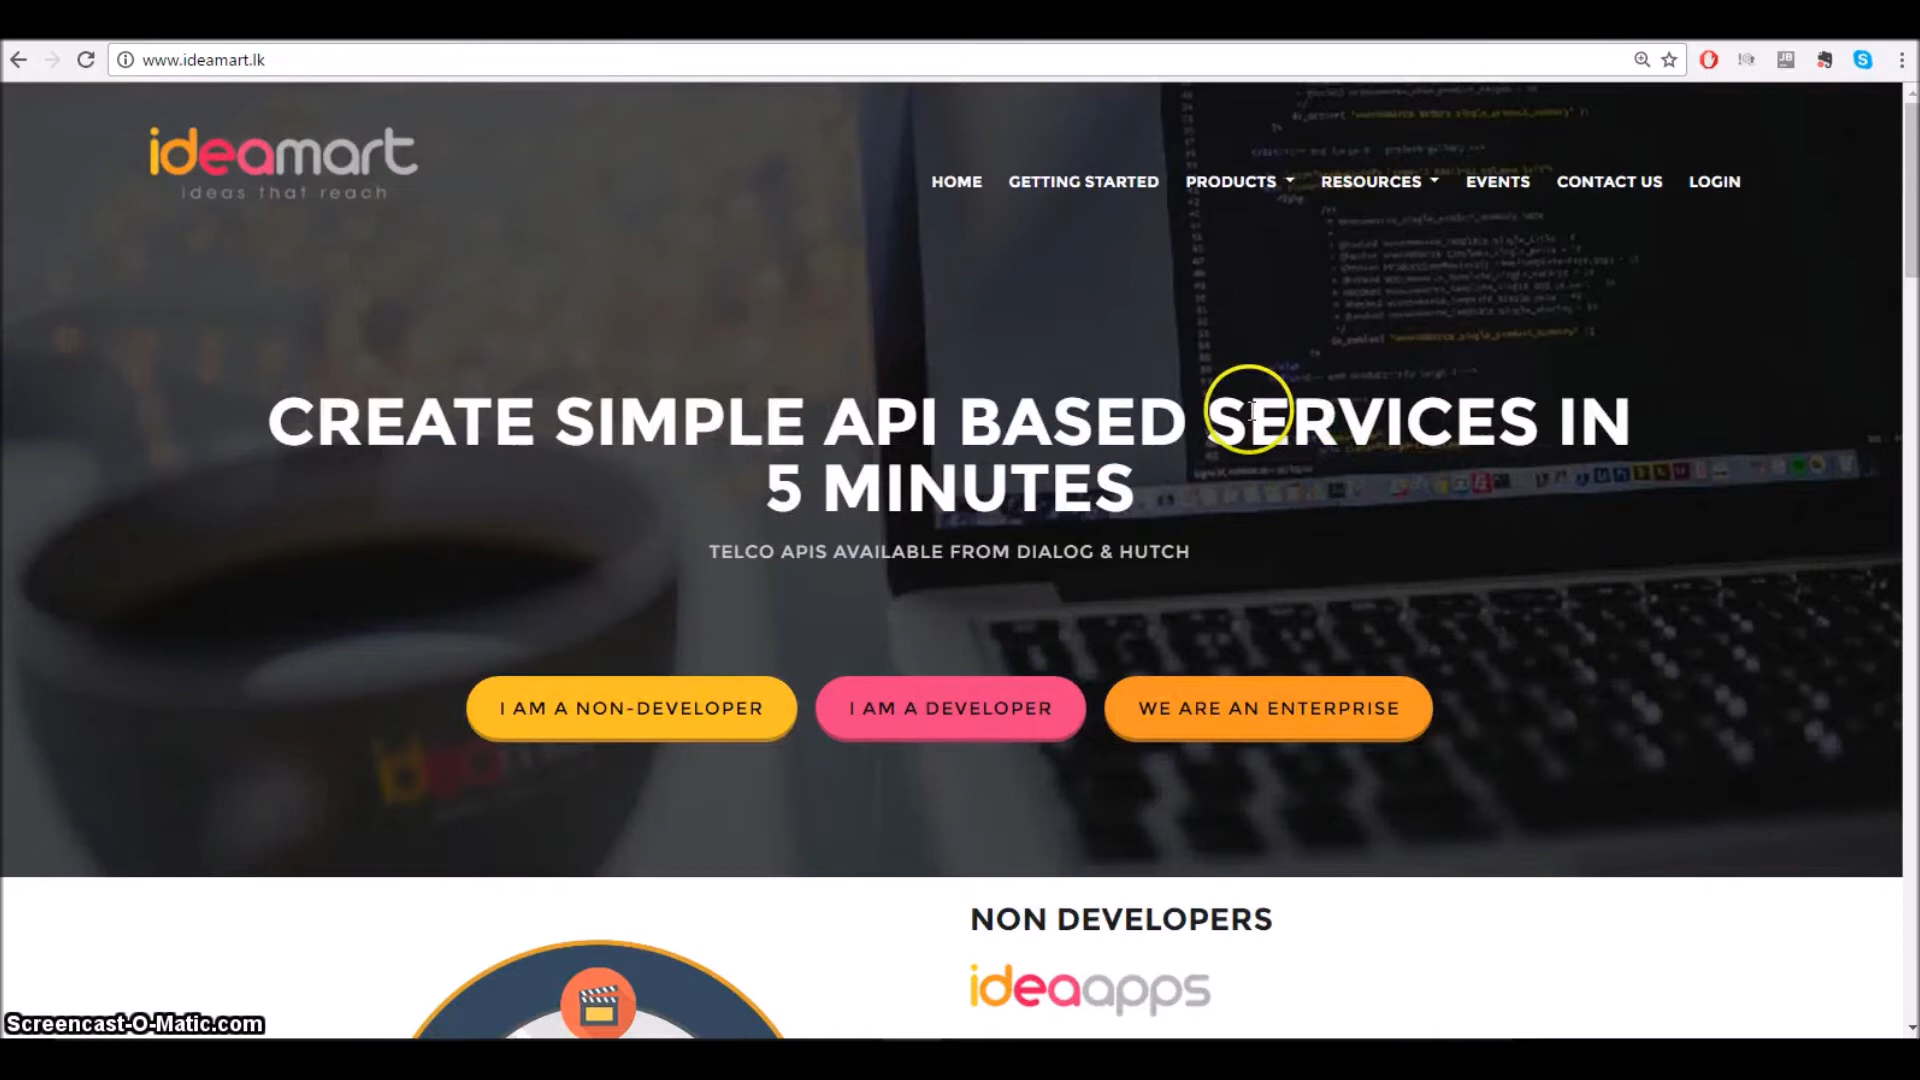 www.ideamart.lk
ideamart
ideas that reach
HOME GETTING STARTED PRODUCTS RESOURCES EVENTS CONTACT US LOGIN
CREATE SIMPLE API BASED SERVICES IN
5 MINUTES
TELCO APIS AVAILABLE FROM DIALOG & HUTCH
I AM A NON-DEVELOPER I AM A DEVELOPER WE ARE AN ENTERPRISE
NON DEVELOPERS
ideaapps
Screencast-O-Matic.com